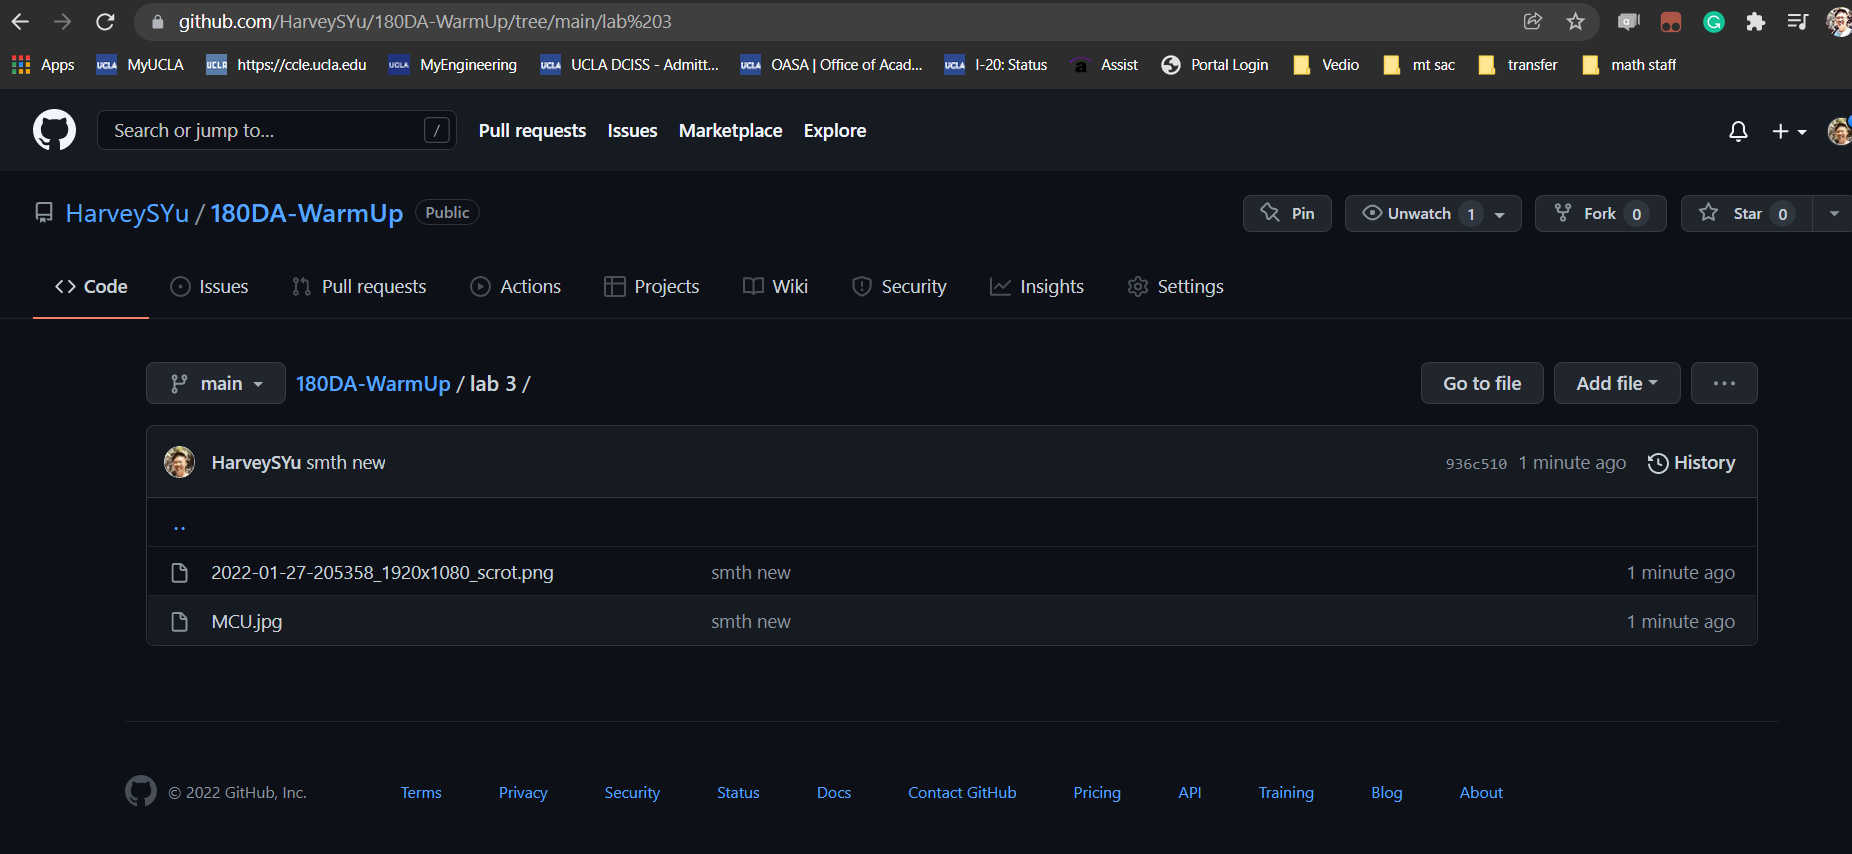 github.com/HarveySYu/180DA-WarmUp/tree/main/lab%203
Apps UCLA MyUCLA UCLA https://ccle.ucla.edu UCLA MyEngineering UCLA UCLA DCISS - Admitt... UCLA OASA | Office of Acad... UCLA I-20: Status a Assist Portal Login Vedio mt sac transfer math staff
Search or jump to... / Pull requests Issues Marketplace Explore
HarveySYu / 180DA-WarmUp Public Pin Unwatch 1 Fork 0 Star 0
Code Issues Pull requests Actions Projects Wiki Security Insights Settings
main 180DA-WarmUp / lab 3 / Go to file Add file ...
HarveySYu smth new 936c510 1 minute ago History
..
2022-01-27-205358_1920x1080_scrot.png smth new 1 minute ago
MCU.jpg smth new 1 minute ago
© 2022 GitHub, Inc. Terms Privacy Security Status Docs Contact GitHub Pricing API Training Blog About